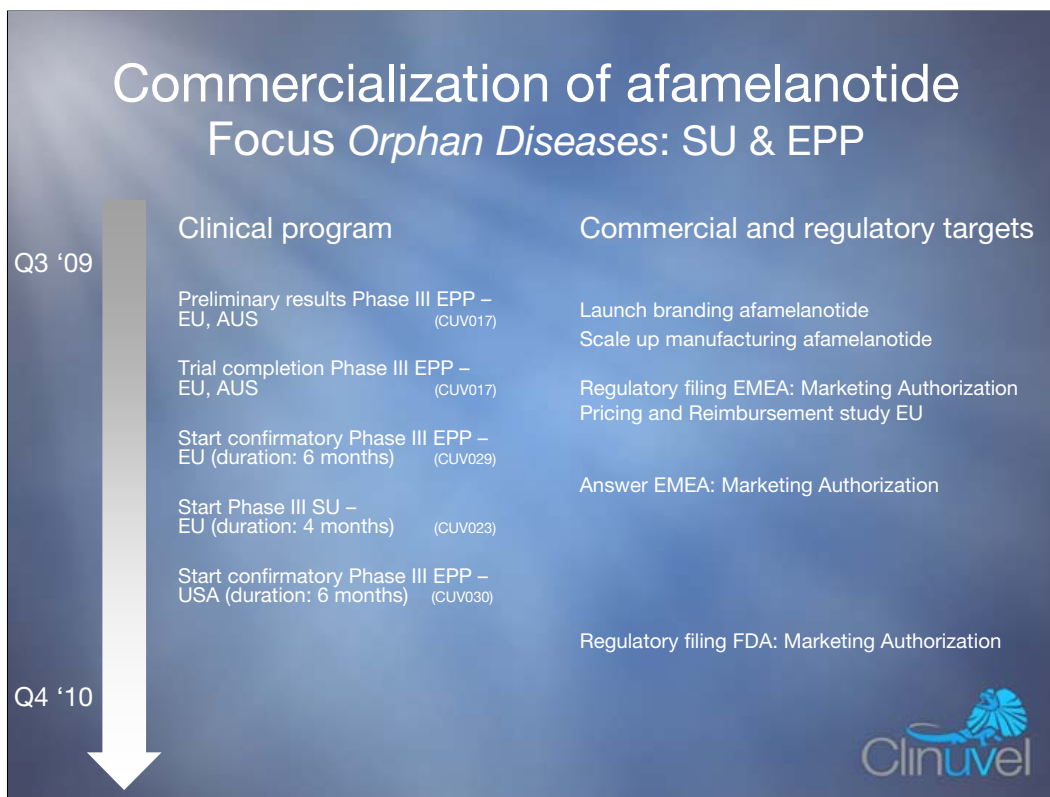 Commercialization of afamelanotide
Focus Orphan Diseases: SU & EPP
Q3 ‘09
Q4 ‘10
Clinical program
Preliminary results Phase III EPP –
EU, AUS (CUV017)
Trial completion Phase III EPP –
EU, AUS (CUV017)
Start confirmatory Phase III EPP –
EU (duration: 6 months) (CUV029)
Start Phase III SU –
EU (duration: 4 months) (CUV023)
Start confirmatory Phase III EPP –
USA (duration: 6 months) (CUV030)
Commercial and regulatory targets
Launch branding afamelanotide
Scale up manufacturing afamelanotide
Regulatory filing EMEA: Marketing Authorization
Pricing and Reimbursement study EU
Answer EMEA: Marketing Authorization
Regulatory filing FDA: Marketing Authorization
Clinuvel